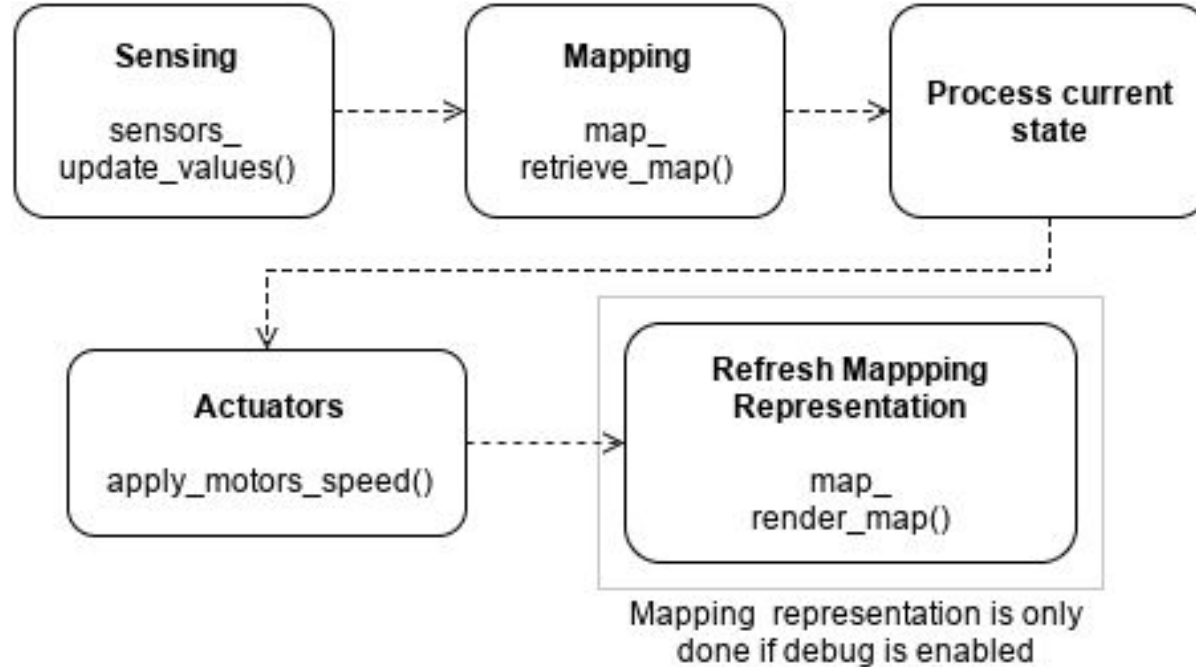 Sensing
sensors_
update_values()
Mapping
map_
retrieve_map()
Process current
state
Actuators
apply_motors_speed()
Refresh Mappping
Representation
map_
render_map()
Mapping representation is only
done if debug is enabled